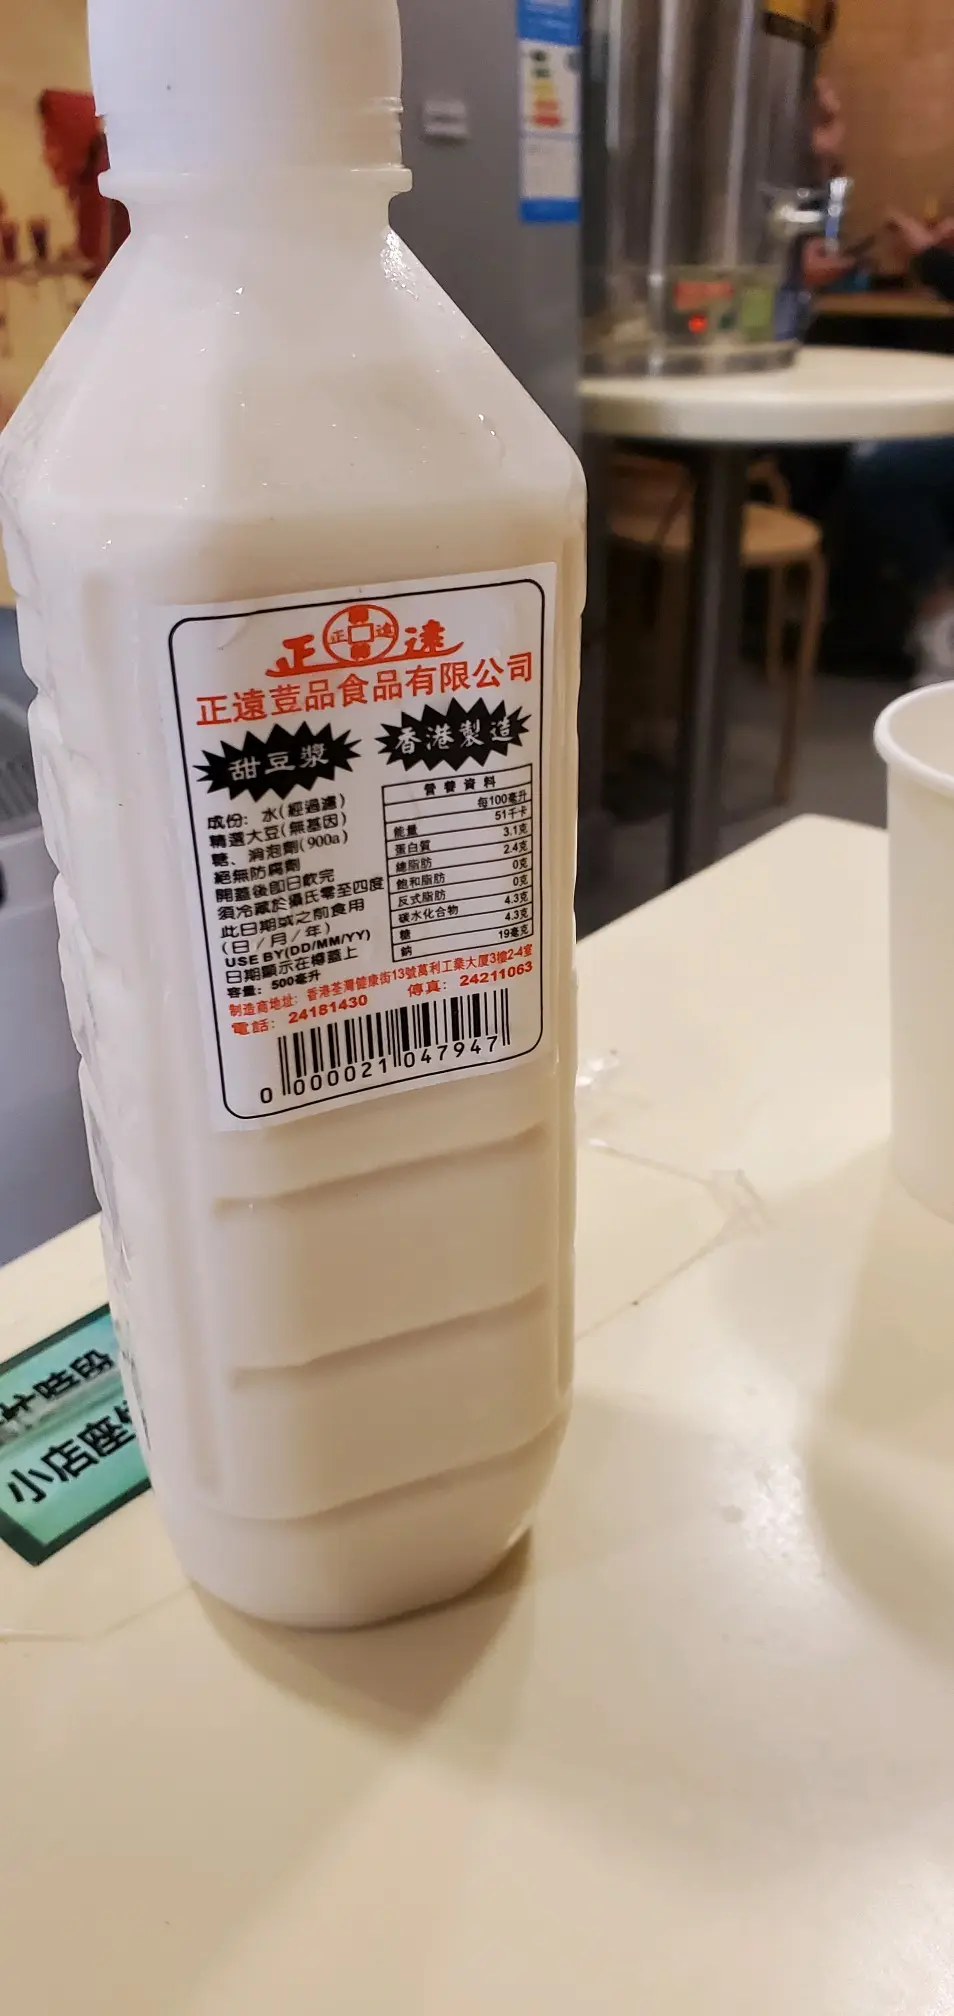 正遠
正遠
正遠荳品食品有限公司
甜豆漿
香港製造
成份: 水(經過濾)
精選大豆(無基因)
糖、消泡劑(900a)
絕無防腐劑
開蓋後即日飲完
須冷藏於攝氏零至四度
此日期或之前食用
(日/月/年)
USE BY(DD/MM/YY)
日期顯示在樽蓋上
容量: 500毫升
營養資料
每100毫升
能量 51千卡
蛋白質 3.1克
總脂肪 2.4克
飽和脂肪 0克
反式脂肪 0克
碳水化合物 4.3克
糖 4.3克
鈉 19毫克
制造商地址: 香港荃灣健康街13號萬利工業大厦3樓2-4室
電話: 24181430 傳真: 24211063
0 000021 047947
時段
小店座